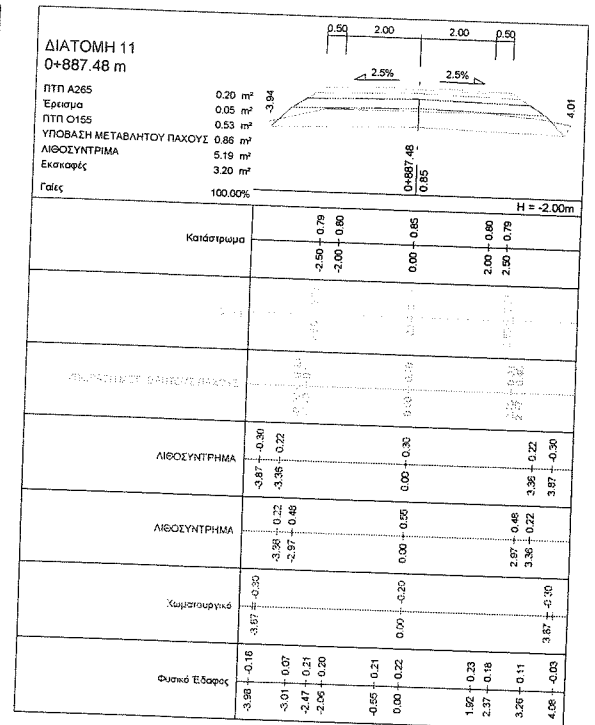 ΔΙΑΤΟΜΗ 11
0+887.48 m
ΠΤΠ Α265 0.20 m²
Έρεισμα 0.05 m²
ΠΤΠ Ο155 0.53 m²
ΥΠΟΒΑΣΗ ΜΕΤΑΒΛΗΤΟΥ ΠΑΧΟΥΣ 0.86 m²
ΛΙΘΟΣΥΝΤΡΙΜΑ 5.19 m²
Εκσκαφές 3.20 m²
Γαίες 100.00%
0.50 2.00 2.00 0.50
2.5% 2.5%
-3.94 4.01
0+887.48
0.85
H = -2.00m
Κατάστρωμα
0.79 0.80 0.85 0.80 0.79
-2.50 -2.00 0.00 2.00 2.50
ΛΙΘΟΣΥΝΤΡΗΜΑ
-0.30 0.22 0.30 0.22 -0.30
-3.87 -3.36 0.00 3.36 3.87
ΛΙΘΟΣΥΝΤΡΗΜΑ
0.22 0.48 0.55 0.48 0.22
-3.36 -2.97 0.00 2.97 3.36
Χωματουργικό
-0.30 -0.20 -0.30
-3.87 0.00 3.87
Φυσικό Έδαφος
-0.16 0.07 0.21 0.20 0.21 0.22 0.23 0.18 0.11 -0.03
-3.98 -3.01 -2.47 -2.06 -0.55 0.00 1.92 2.37 3.26 4.08